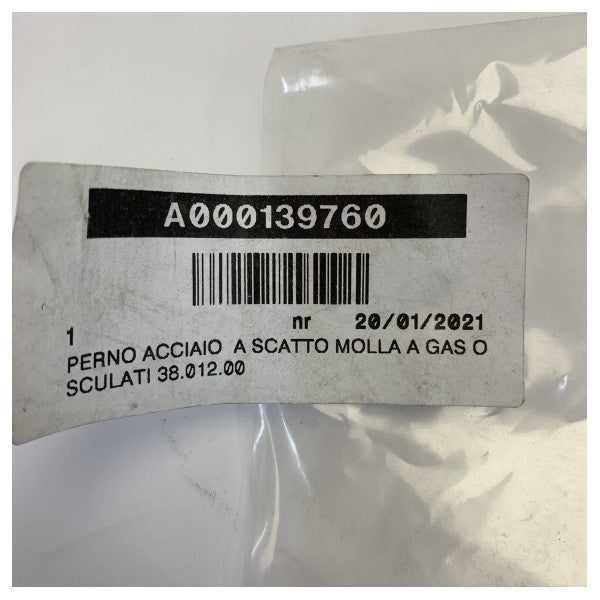 A000139760
1 nr 20/01/2021
PERNO ACCIAIO A SCATTO MOLLA A GAS O
SCULATI 38.012.00